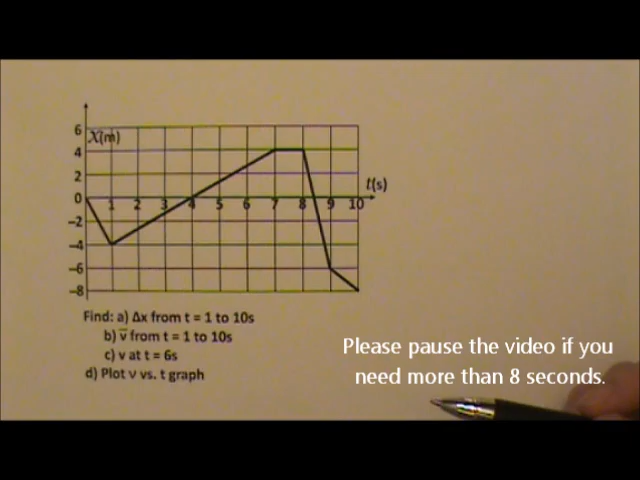 6
X(m)
4
2
0
1 2 3 4 5 6 7 8 9 10
t(s)
-2
-4
-6
-8
Find: a) Δx from t = 1 to 10s
b) v̅ from t = 1 to 10s
c) v at t = 6s
d) Plot v vs. t graph
Please pause the video if you
need more than 8 seconds.